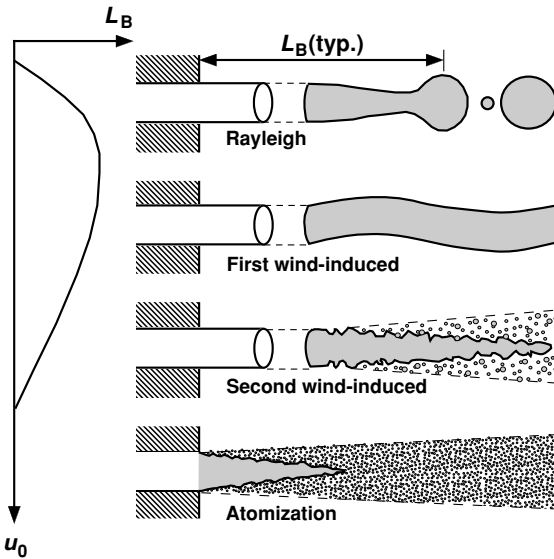 L_B
L_B(typ.)
Rayleigh
First wind-induced
Second wind-induced
Atomization
u_0